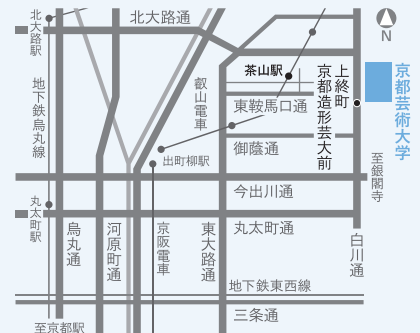 北大路駅
北大路通
N
茶山駅
上終町
京都造形芸大前
京都芸術大学
叡山電車
地下鉄烏丸線
東鞍馬口通
御蔭通
出町柳駅
至銀閣寺
今出川通
丸太町駅
烏丸通
河原町通
京阪電車
東大路通
丸太町通
白川通
地下鉄東西線
三条通
至京都駅